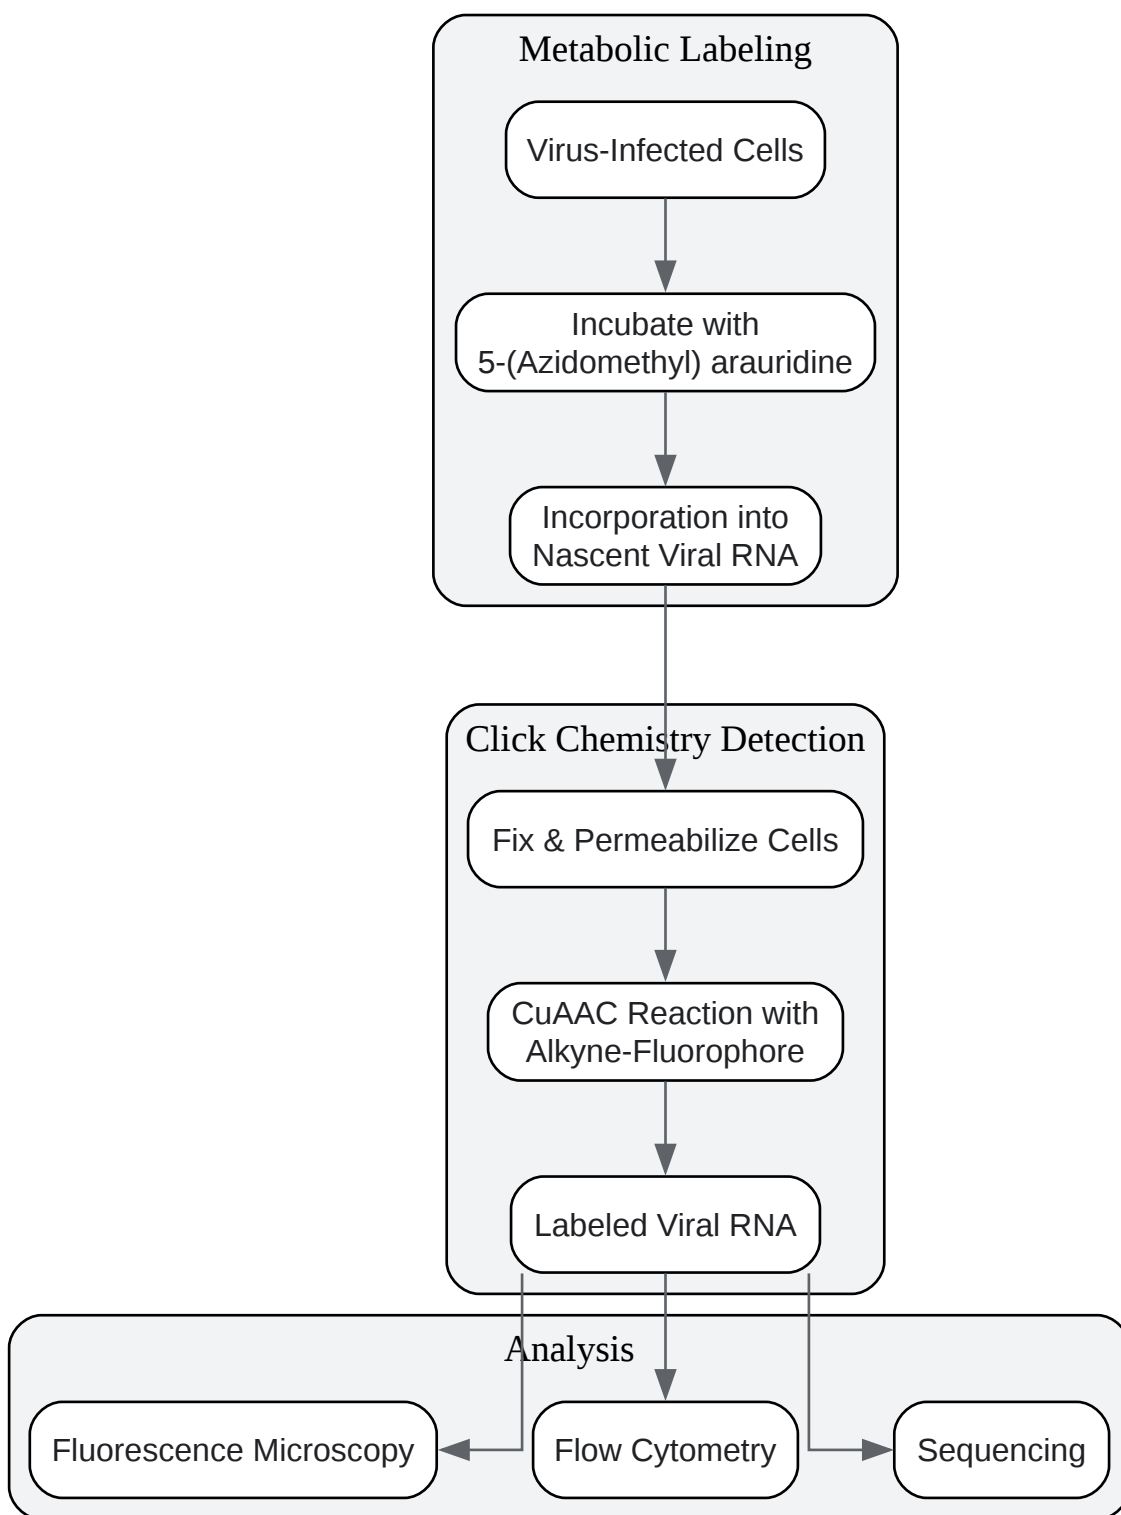 Metabolic Labeling
Virus-Infected Cells
Incubate with
5-(Azidomethyl) arauridine
Incorporation into
Nascent Viral RNA
Click Chemistry Detection
Fix & Permeabilize Cells
CuAAC Reaction with
Alkyne-Fluorophore
Labeled Viral RNA
Analysis
Fluorescence Microscopy
Flow Cytometry
Sequencing